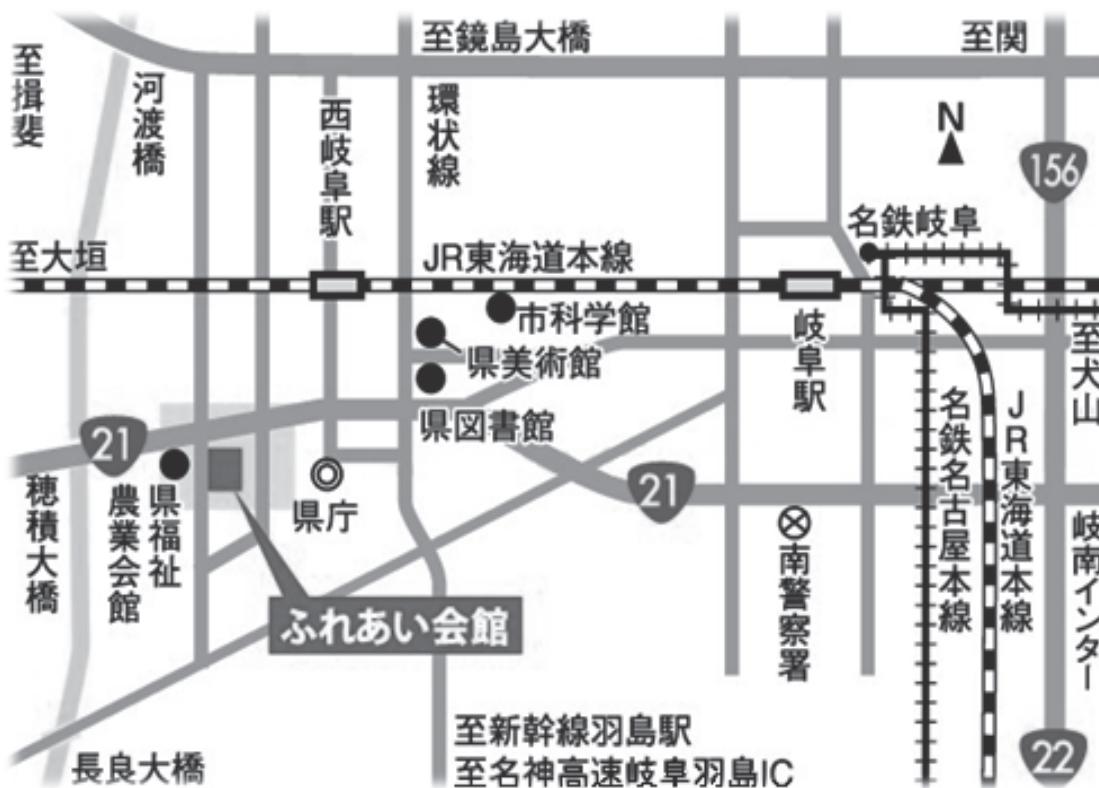 至鏡島大橋
至関
至揖斐
河渡橋
西岐阜駅
環状線
N
156
名鉄岐阜
至大垣
JR東海道本線
市科学館
県美術館
岐阜駅
至犬山
県図書館
名鉄名古屋本線
JR東海道本線
21
21
穂積大橋
県福祉
農業会館
県庁
南警察署
岐南インター
ふれあい会館
至新幹線羽島駅
至名神高速岐阜羽島IC
長良大橋
22